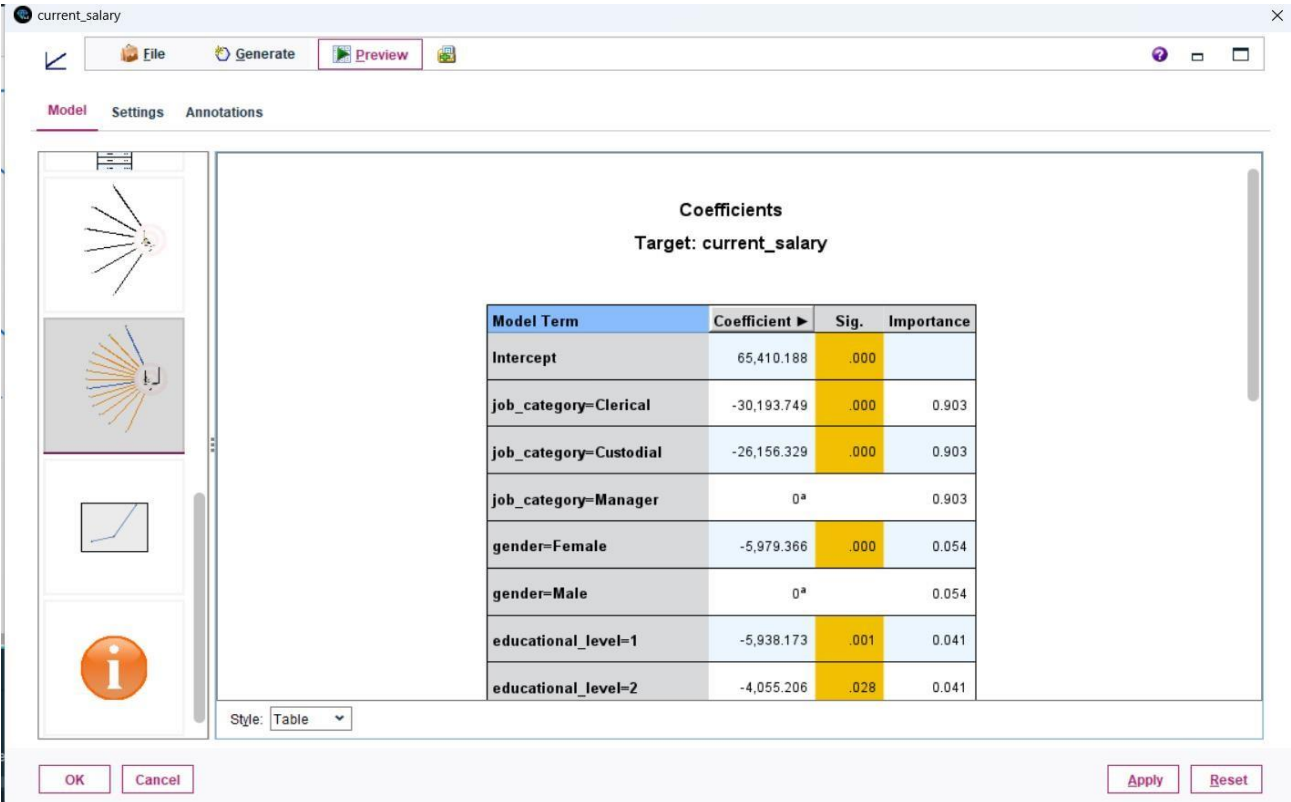 current_salary
File Generate Preview
Model Settings Annotations
Coefficients
Target: current_salary
Model Term Coefficient ▶ Sig. Importance
Intercept 65,410.188 .000
job_category=Clerical -30,193.749 .000 0.903
job_category=Custodial -26,156.329 .000 0.903
job_category=Manager 0ª 0.903
gender=Female -5,979.366 .000 0.054
gender=Male 0ª 0.054
educational_level=1 -5,938.173 .001 0.041
educational_level=2 -4,055.206 .028 0.041
Style: Table
OK Cancel Apply Reset